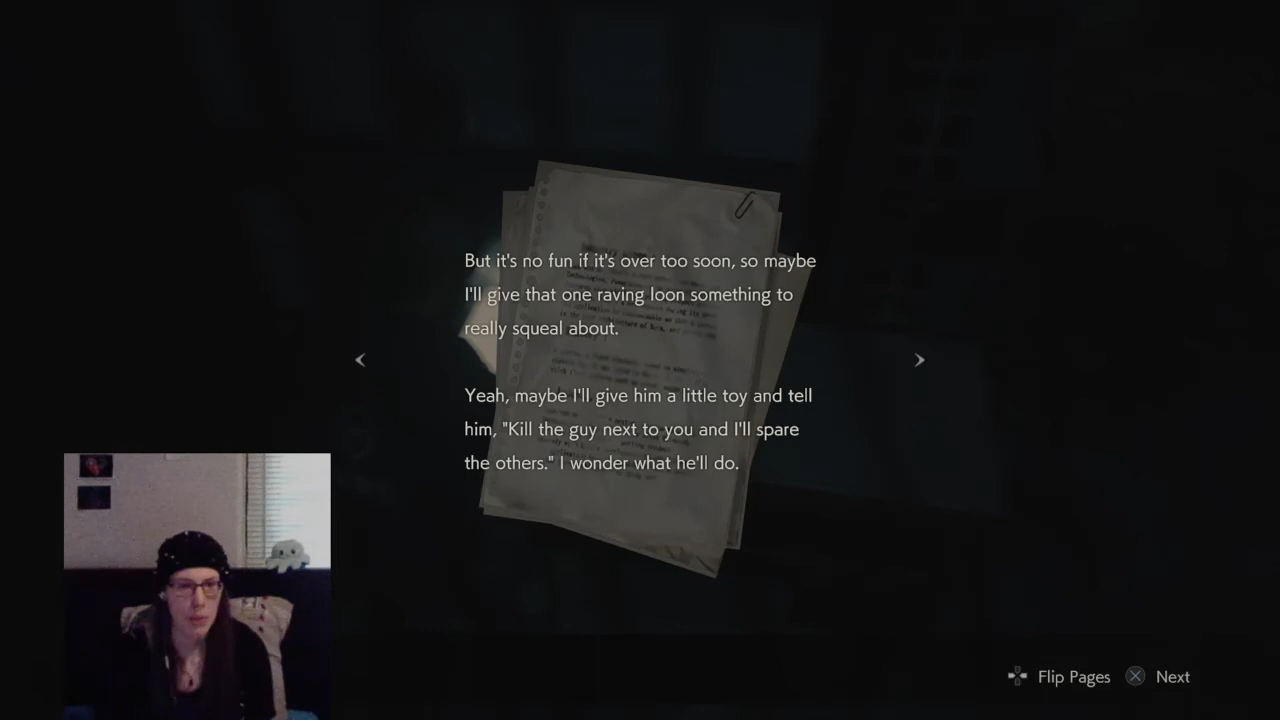 But it's no fun if it's over too soon, so maybe
I'll give that one raving loon something to
really squeal about.
Yeah, maybe I'll give him a little toy and tell
him, "Kill the guy next to you and I'll spare
the others." I wonder what he'll do.
Flip Pages
Next